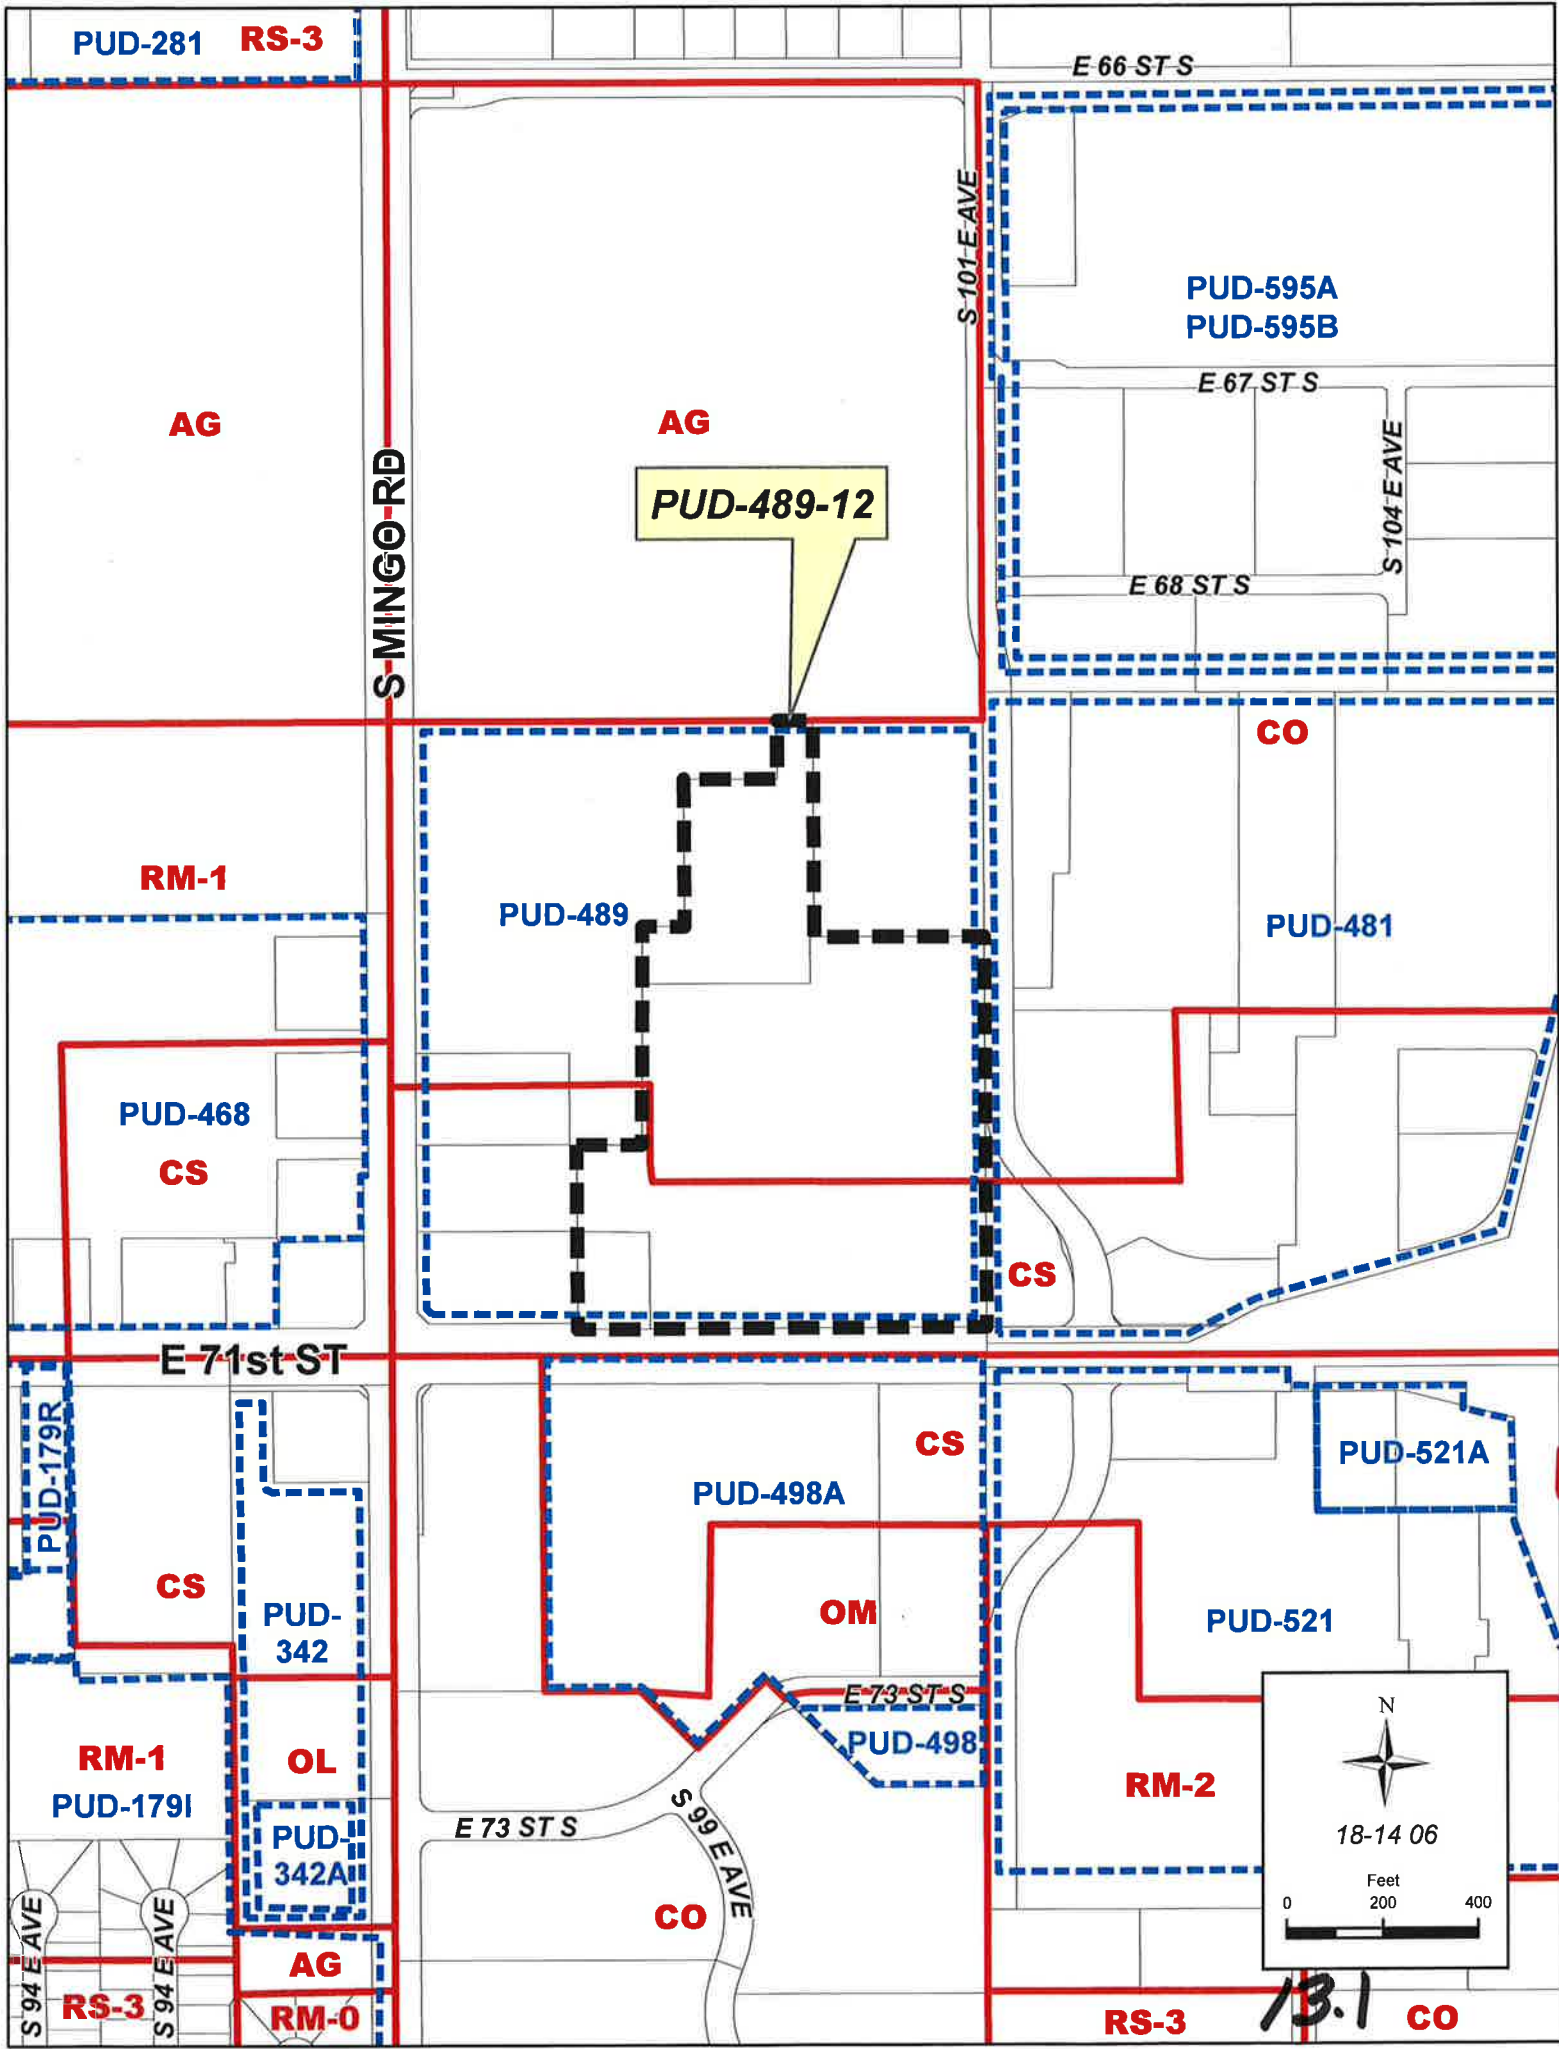 PUD-281 RS-3
E 66 ST S
S 101 E AVE
PUD-595A
PUD-595B
E 67 ST S
AG
AG
S MINGO RD
PUD-489-12
S 104 E AVE
E 68 ST S
CO
RM-1
PUD-489
PUD-481
PUD-468
CS
CS
E 71st ST
PUD-179R
CS
PUD-498A
PUD-521A
CS
PUD-
342
OM
PUD-521
E 73 ST S
PUD-498
RM-1
OL
RM-2
PUD-179I
E 73 ST S
S 99 E AVE
PUD-
342A
CO
N
18-14 06
Feet
0 200 400
S 94 E AVE
S 94 E AVE
AG
RS-3
RM-0
RS-3
13.1
CO